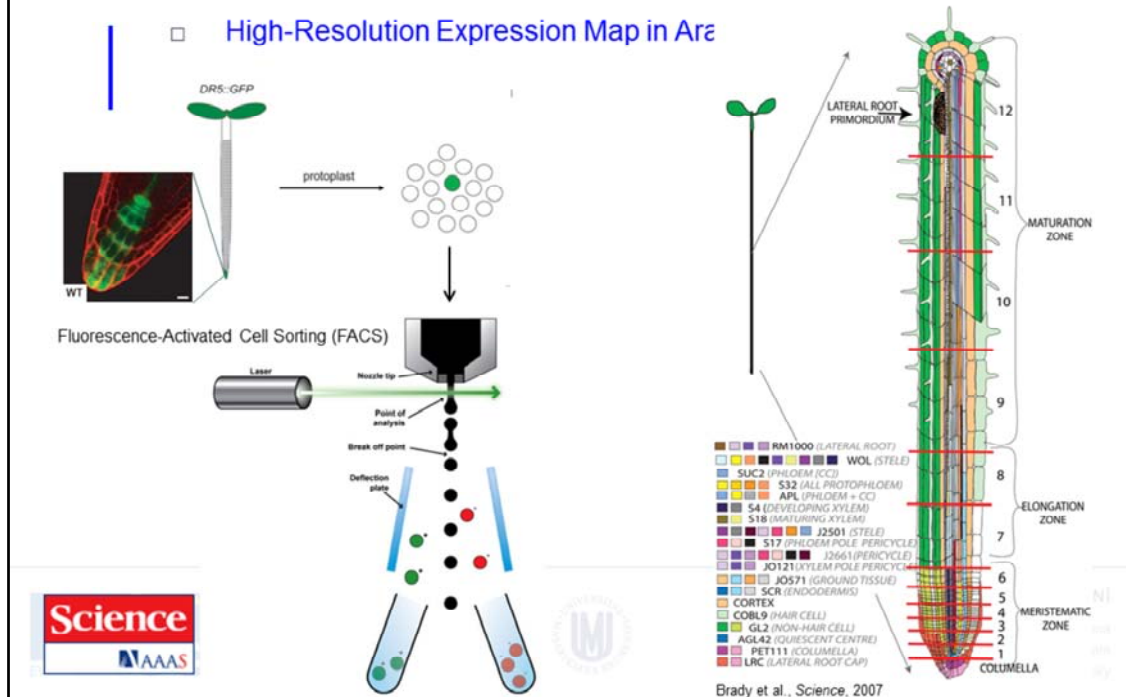 High-Resolution Expression Map in Ara
DR5::GFP
protoplast
WT
Fluorescence-Activated Cell Sorting (FACS)
Laser
Nozzle tip
Point of
analysis
Break off point
Deflection
plate
Science
AAAS
LATERAL ROOT
PRIMORDIUM
12
11
10
9
8
7
6
5
4
3
2
1
MATURATION
ZONE
ELONGATION
ZONE
MERISTEMATIC
ZONE
COLUMELLA
RM1000 (LATERAL ROOT)
WOL (STELE)
SUC2 (PHLOEM [CC])
S32 (ALL PROTOPHLOEM)
APL (PHLOEM + CC)
S4 (DEVELOPING XYLEM)
S18 (MATURING XYLEM)
J2501 (STELE)
S17 (PHLOEM POLE PERICYCLE)
J2661 (PERICYCLE)
JO121 (XYLEM POLE PERICYCLE)
JO571 (GROUND TISSUE)
SCR (ENDODERMIS)
CORTEX
COBL9 (HAIR CELL)
GL2 (NON-HAIR CELL)
AGL42 (QUIESCENT CENTRE)
PET111 (COLUMELLA)
LRC (LATERAL ROOT CAP)
Brady et al., Science, 2007